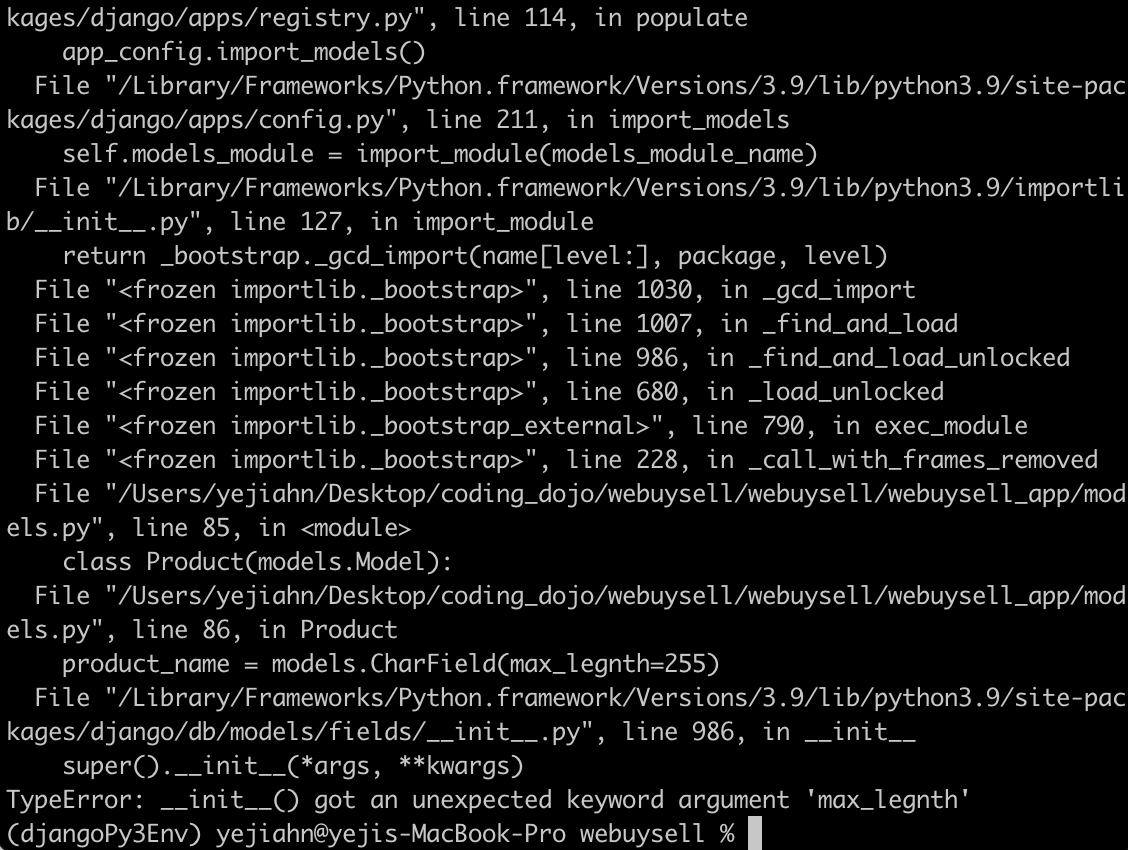 kages/django/apps/registry.py", line 114, in populate
    app_config.import_models()
  File "/Library/Frameworks/Python.framework/Versions/3.9/lib/python3.9/site-pac
kages/django/apps/config.py", line 211, in import_models
    self.models_module = import_module(models_module_name)
  File "/Library/Frameworks/Python.framework/Versions/3.9/lib/python3.9/importli
b/__init__.py", line 127, in import_module
    return _bootstrap._gcd_import(name[level:], package, level)
  File "<frozen importlib._bootstrap>", line 1030, in _gcd_import
  File "<frozen importlib._bootstrap>", line 1007, in _find_and_load
  File "<frozen importlib._bootstrap>", line 986, in _find_and_load_unlocked
  File "<frozen importlib._bootstrap>", line 680, in _load_unlocked
  File "<frozen importlib._bootstrap_external>", line 790, in exec_module
  File "<frozen importlib._bootstrap>", line 228, in _call_with_frames_removed
  File "/Users/yejiahn/Desktop/coding_dojo/webuysell/webuysell/webuysell_app/mod
els.py", line 85, in <module>
    class Product(models.Model):
  File "/Users/yejiahn/Desktop/coding_dojo/webuysell/webuysell/webuysell_app/mod
els.py", line 86, in Product
    product_name = models.CharField(max_legnth=255)
  File "/Library/Frameworks/Python.framework/Versions/3.9/lib/python3.9/site-pac
kages/django/db/models/fields/__init__.py", line 986, in __init__
    super().__init__(*args, **kwargs)
TypeError: __init__() got an unexpected keyword argument 'max_legnth'
(djangoPy3Env) yejiahn@yejis-MacBook-Pro webuysell %